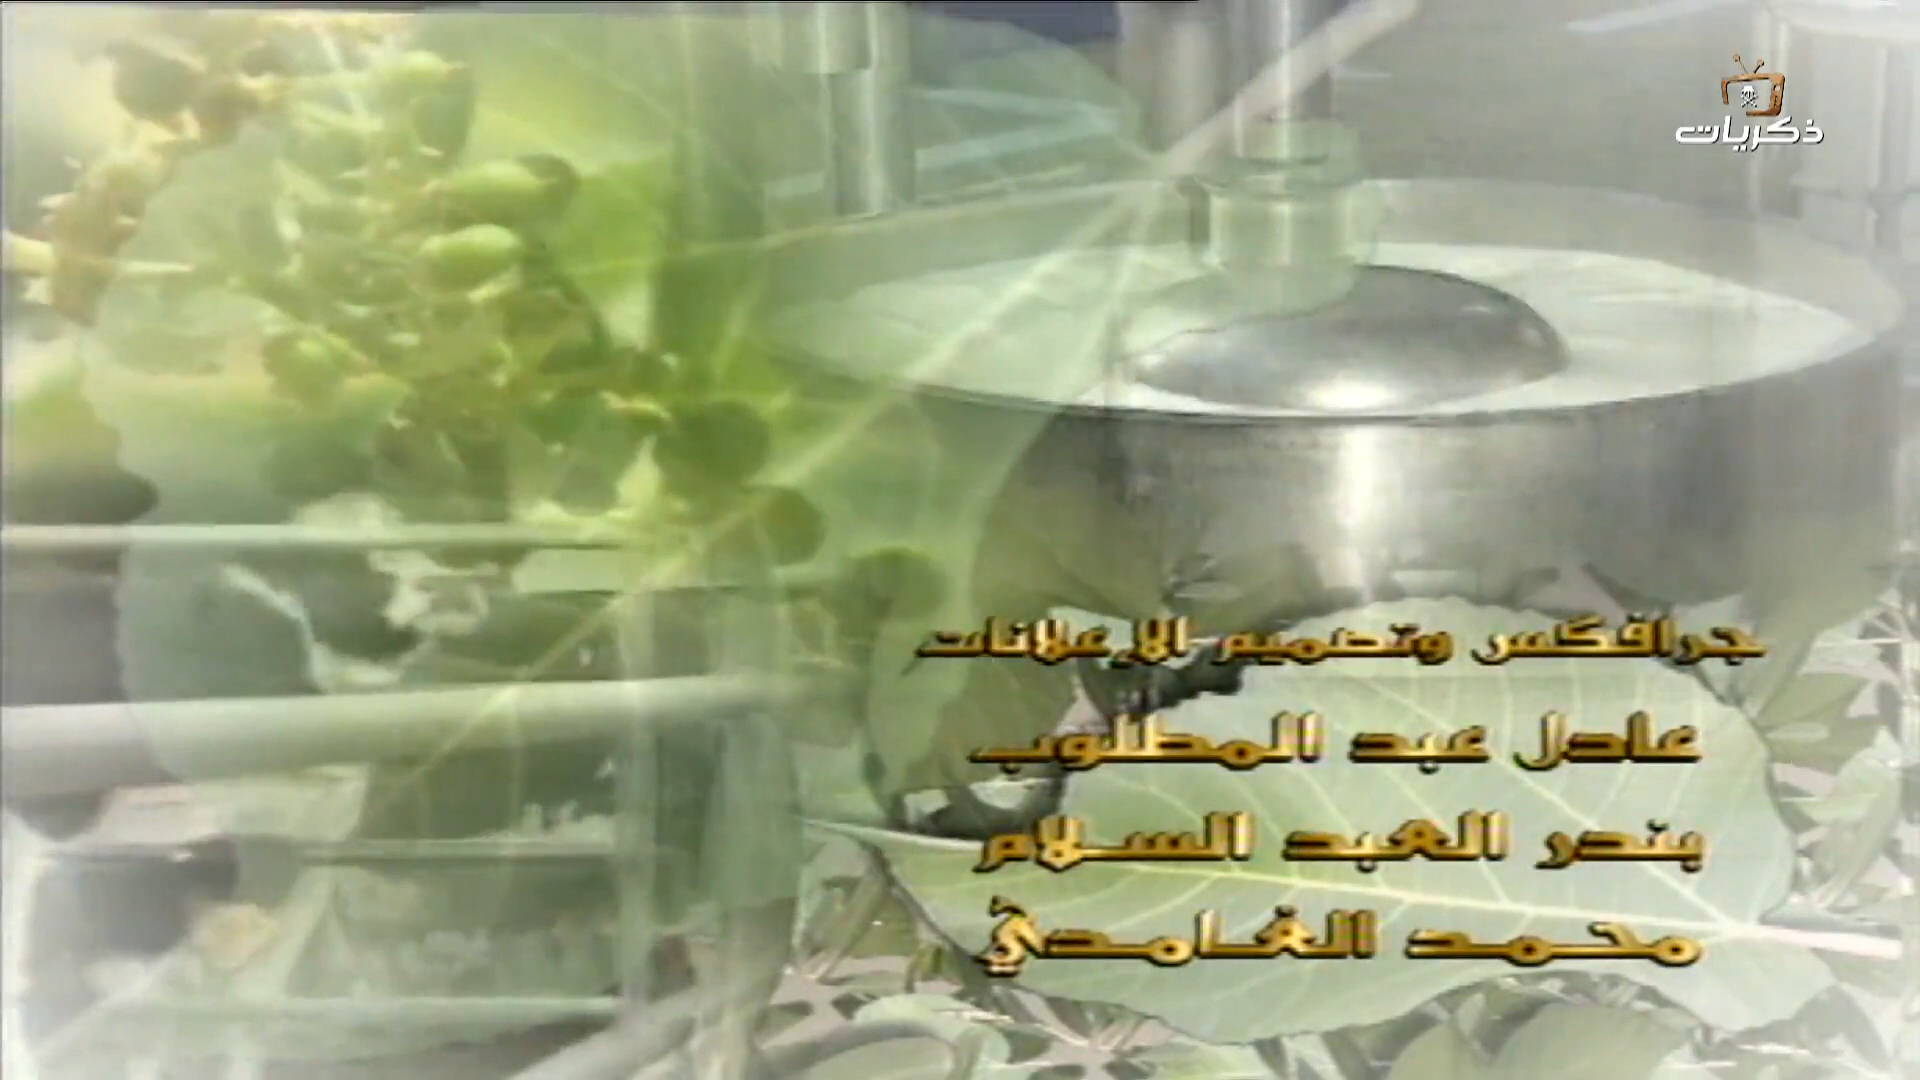 ذكريات
جرافكس وتصميم الإعلانات
عادل عبد المطلوب
بندر العبد السلام
محمد الغامدي